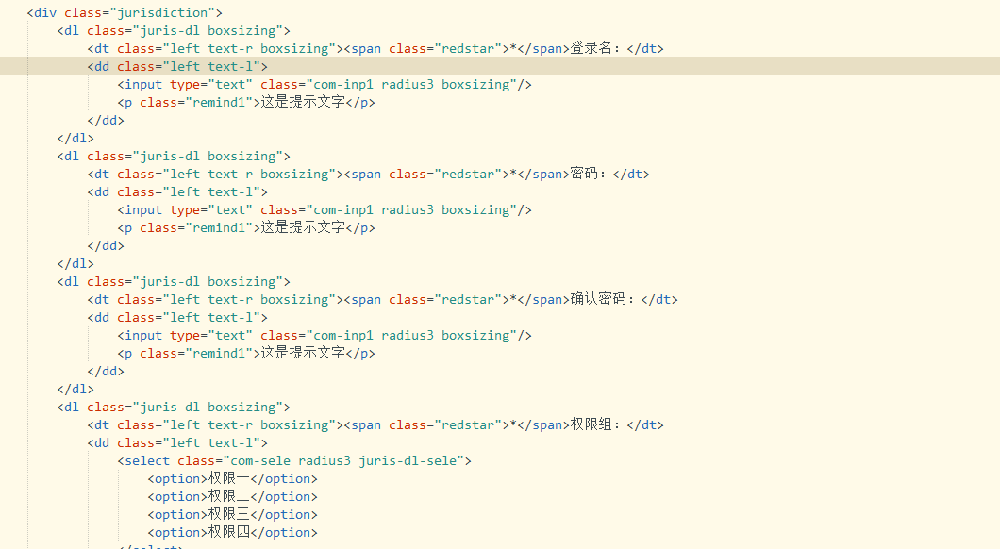 <div class="jurisdiction">
<dl class="juris-dl boxsizing">
<dt class="left text-r boxsizing"><span class="redstar">*</span>登录名：</dt>
<dd class="left text-l">
<input type="text" class="com-inp1 radius3 boxsizing"/>
<p class="remind1">这是提示文字</p>
</dd>
</dl>
<dl class="juris-dl boxsizing">
<dt class="left text-r boxsizing"><span class="redstar">*</span>密码：</dt>
<dd class="left text-l">
<input type="text" class="com-inp1 radius3 boxsizing"/>
<p class="remind1">这是提示文字</p>
</dd>
</dl>
<dl class="juris-dl boxsizing">
<dt class="left text-r boxsizing"><span class="redstar">*</span>确认密码：</dt>
<dd class="left text-l">
<input type="text" class="com-inp1 radius3 boxsizing"/>
<p class="remind1">这是提示文字</p>
</dd>
</dl>
<dl class="juris-dl boxsizing">
<dt class="left text-r boxsizing"><span class="redstar">*</span>权限组：</dt>
<dd class="left text-l">
<select class="com-sele radius3 juris-dl-sele">
<option>权限一</option>
<option>权限二</option>
<option>权限三</option>
<option>权限四</option>
</select>